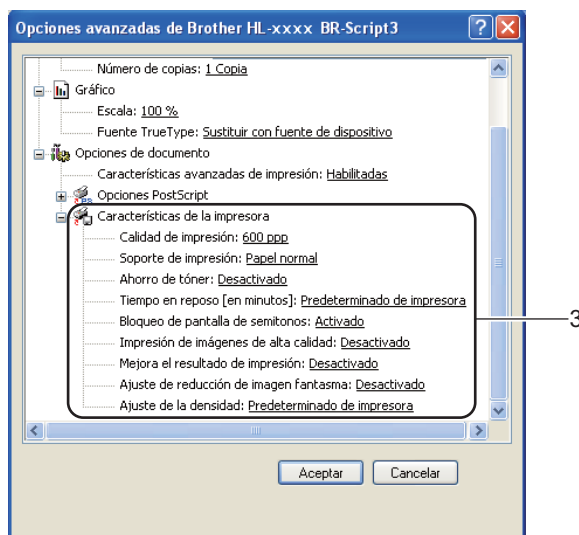 Opciones avanzadas de Brother HL-xxxx BR-Script3
Número de copias: 1 Copia
Gráfico
Escala: 100 %
Fuente TrueType: Sustituir con fuente de dispositivo
Opciones de documento
Características avanzadas de impresión: Habilitadas
Opciones PostScript
Características de la impresora
Calidad de impresión: 600 ppp
Soporte de impresión: Papel normal
Ahorro de tóner: Desactivado
Tiempo en reposo [en minutos]: Predeterminado de impresora
Bloqueo de pantalla de semitonos: Activado
Impresión de imágenes de alta calidad: Desactivado
Mejora el resultado de impresión: Desactivado
Ajuste de reducción de imagen fantasma: Desactivado
Ajuste de la densidad: Predeterminado de impresora
3
Aceptar Cancelar